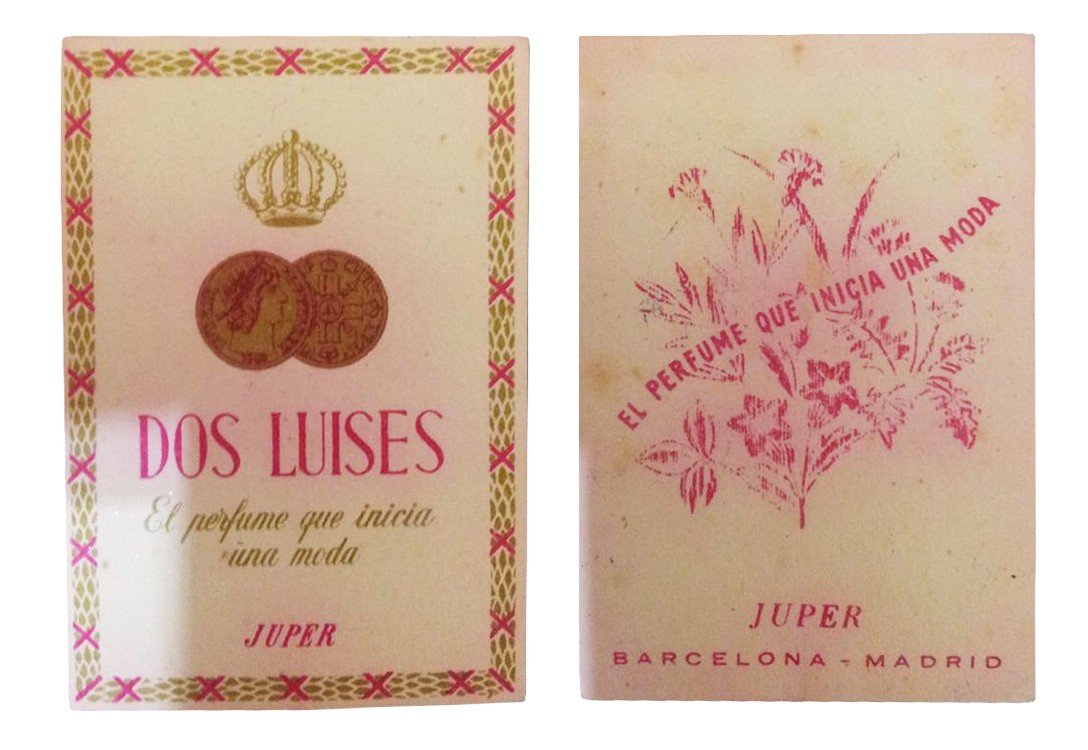 DOS LUISES
El perfume que inicia
una moda
JUPER
EL PERFUME QUE INICIA UNA MODA
JUPER
BARCELONA - MADRID